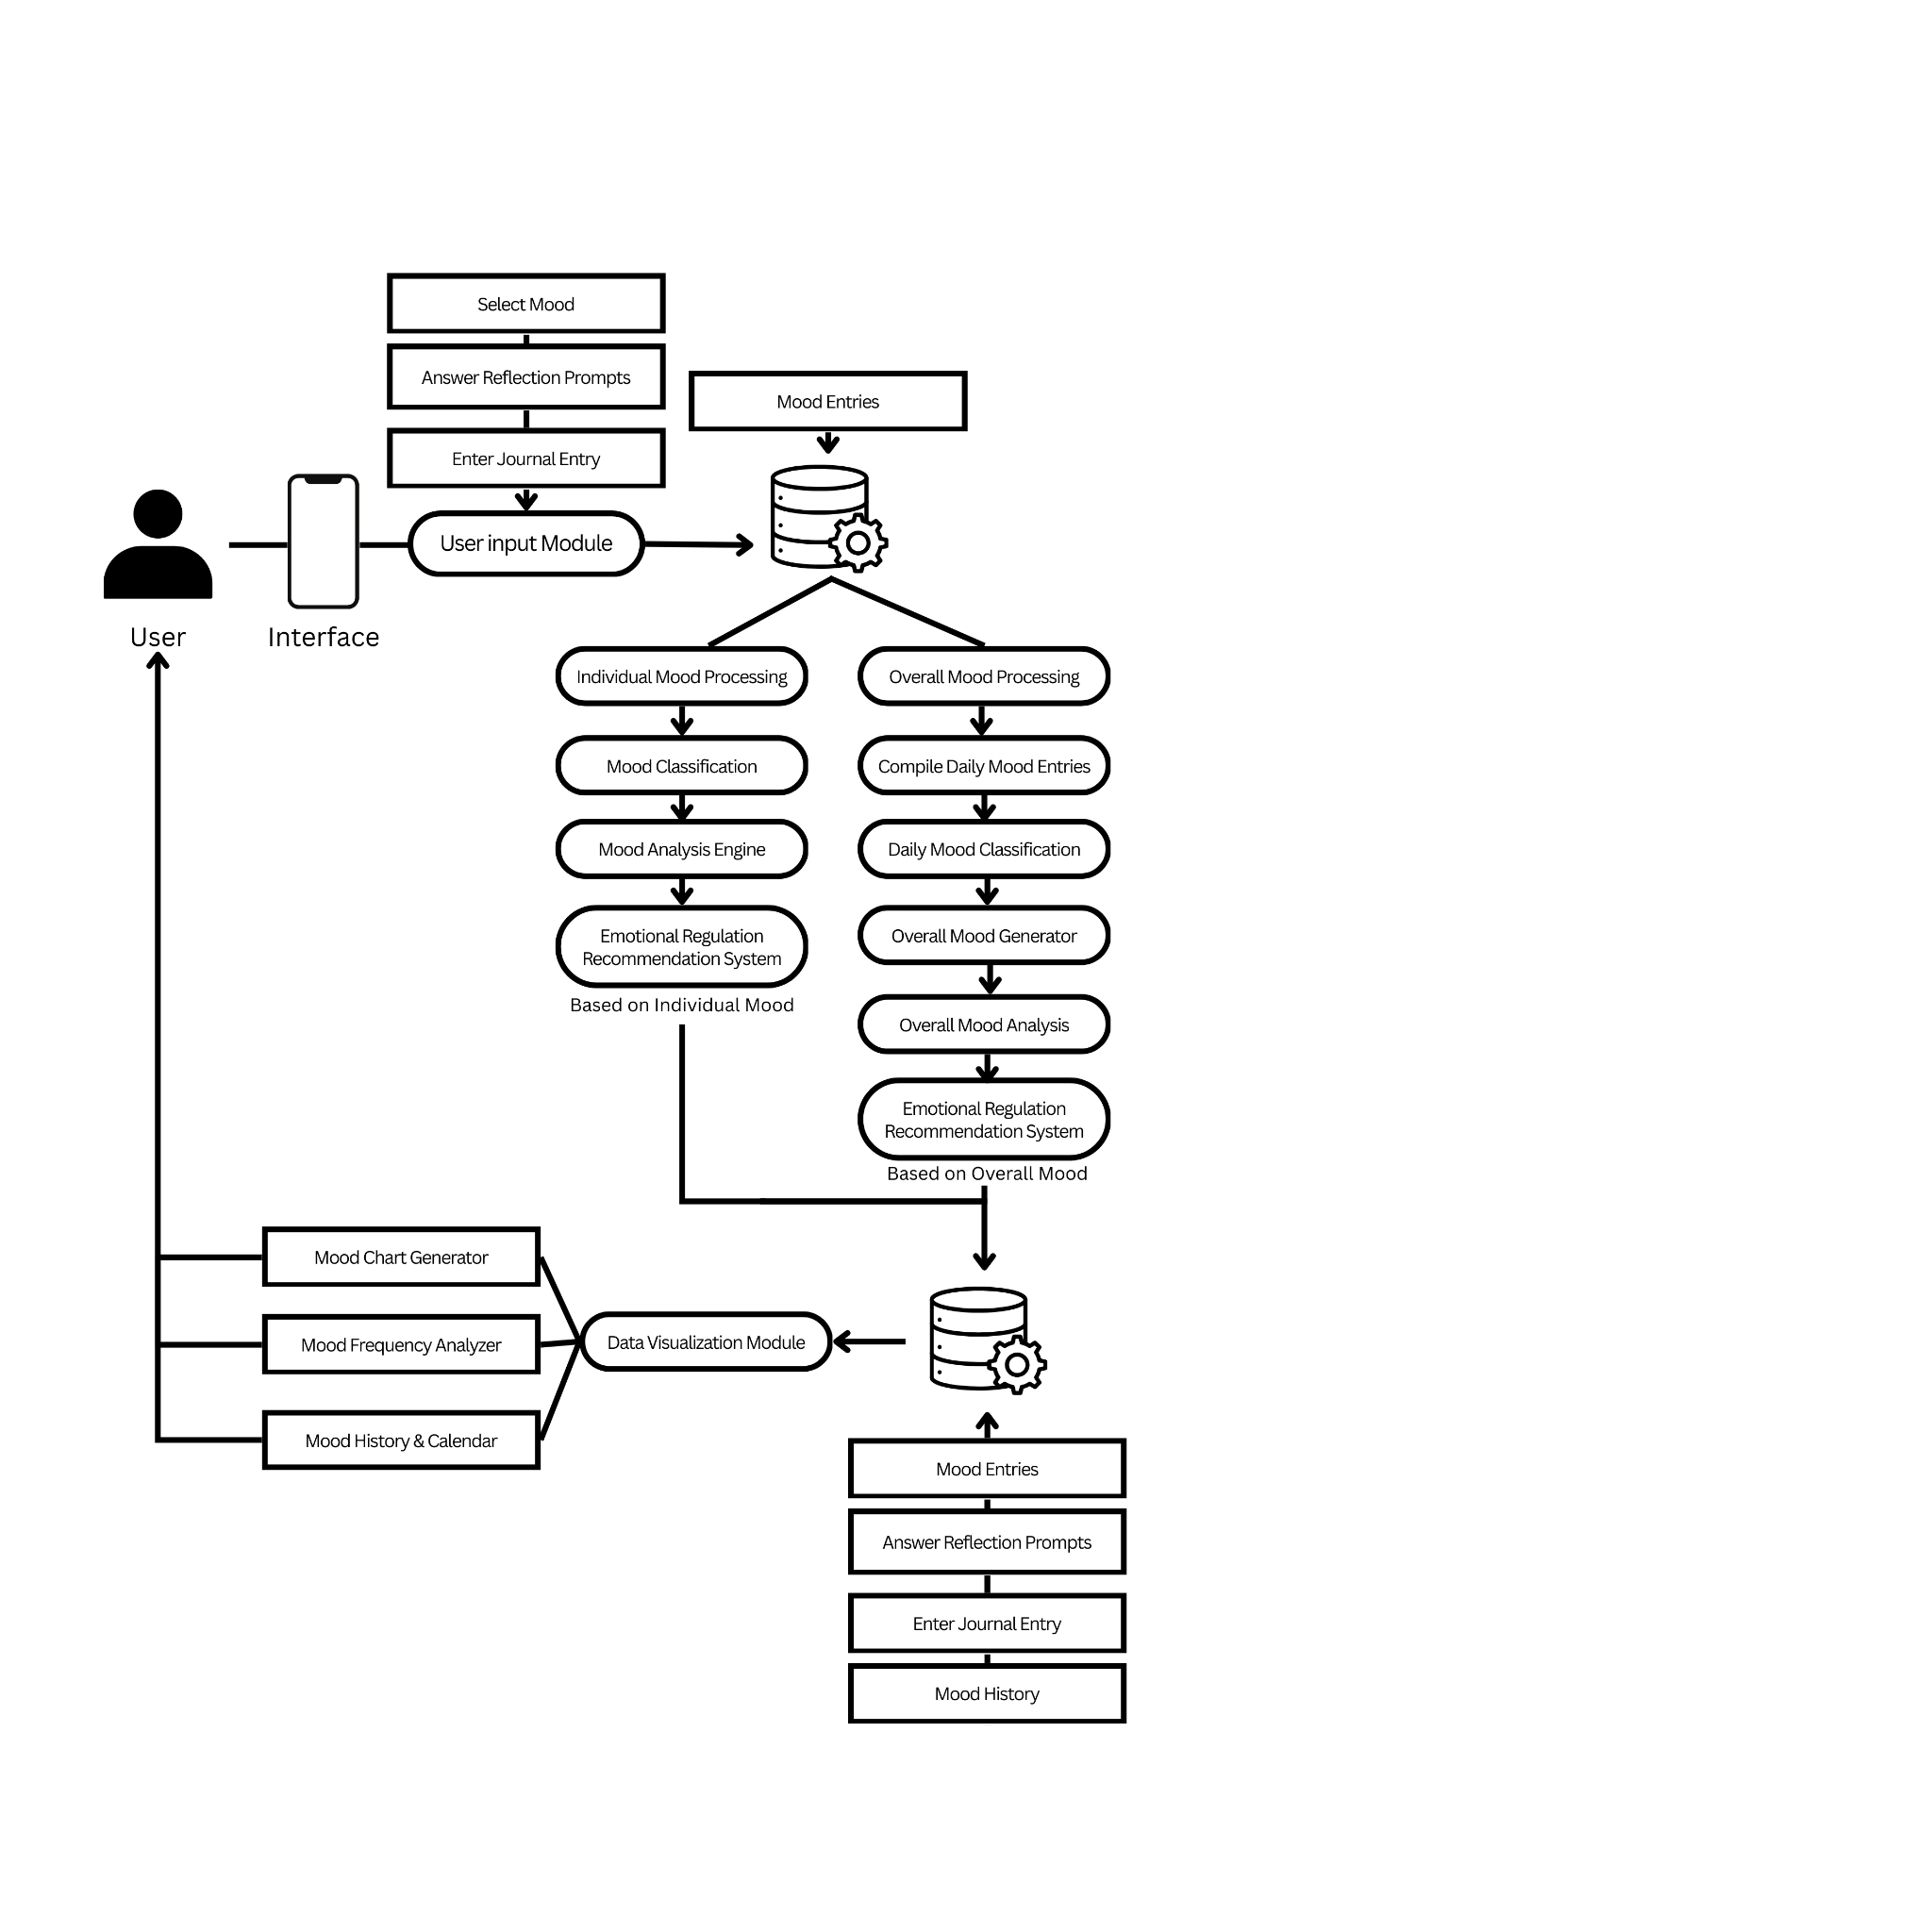 Select Mood
Answer Reflection Prompts
Enter Journal Entry
Mood Entries
User input Module
User
Interface
Individual Mood Processing
Mood Classification
Mood Analysis Engine
Emotional Regulation
Recommendation System
Based on Individual Mood
Overall Mood Processing
Compile Daily Mood Entries
Daily Mood Classification
Overall Mood Generator
Overall Mood Analysis
Emotional Regulation
Recommendation System
Based on Overall Mood
Mood Chart Generator
Mood Frequency Analyzer
Mood History & Calendar
Data Visualization Module
Mood Entries
Answer Reflection Prompts
Enter Journal Entry
Mood History